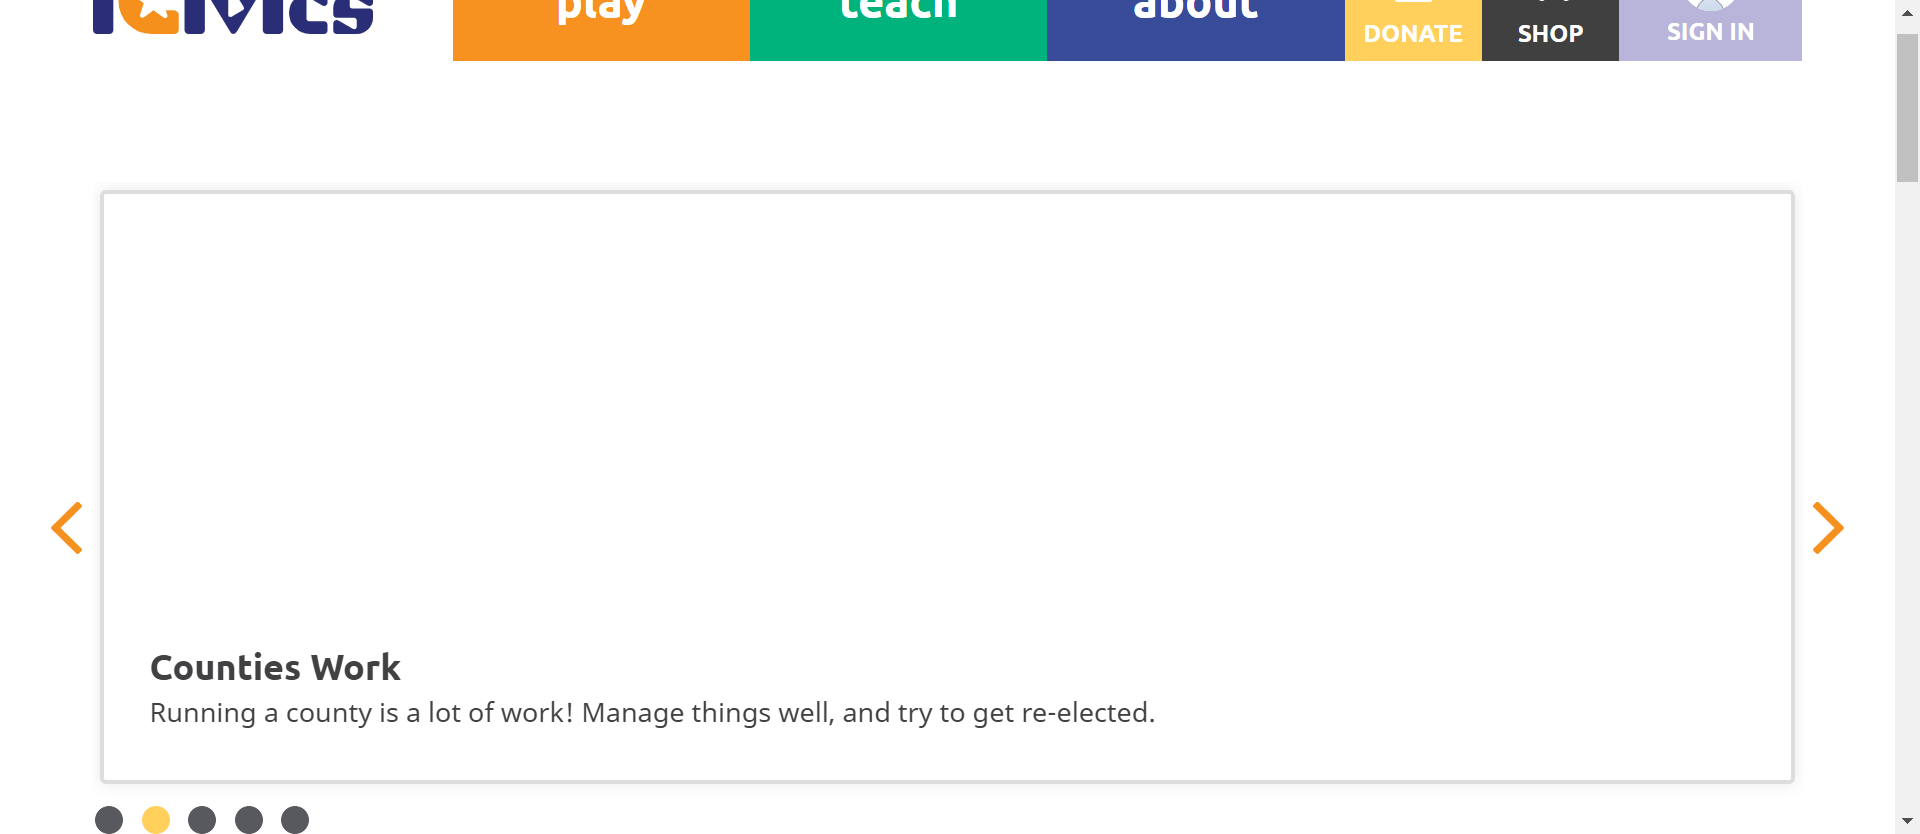 iCivics
play teach about
DONATE SHOP SIGN IN
Counties Work
Running a county is a lot of work! Manage things well, and try to get re-elected.